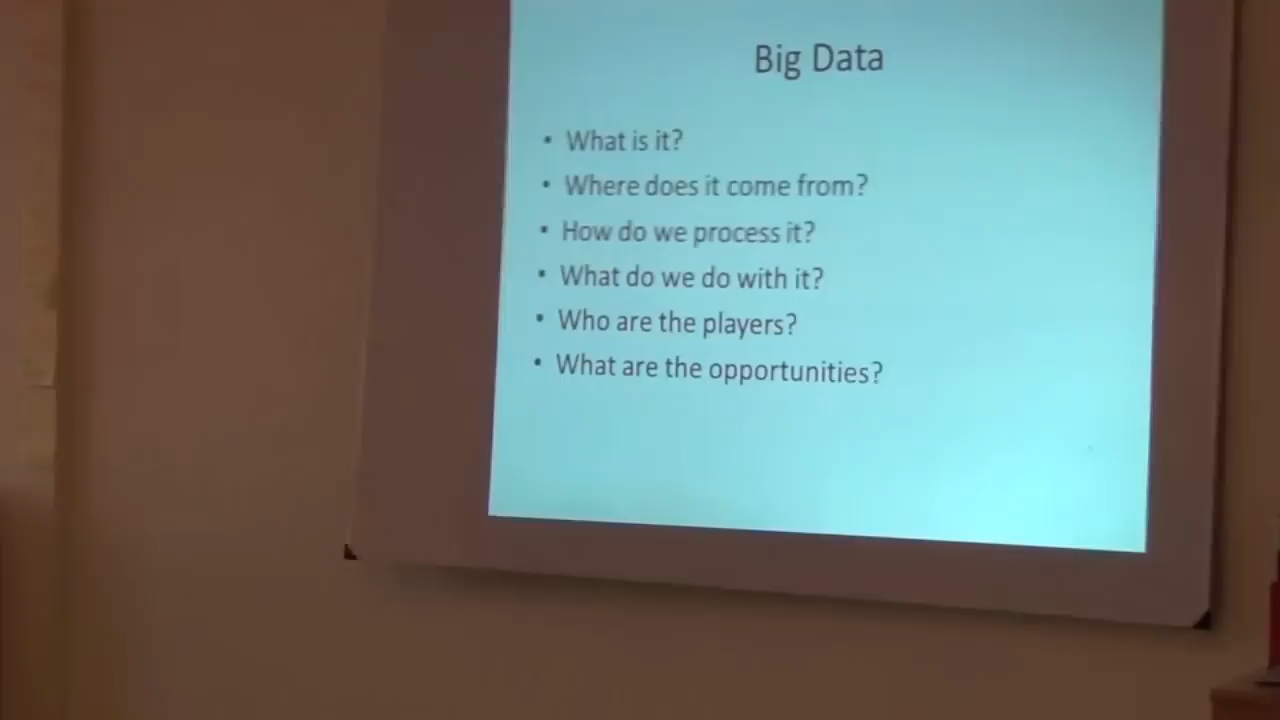 Big Data
• What is it?
• Where does it come from?
• How do we process it?
• What do we do with it?
• Who are the players?
• What are the opportunities?